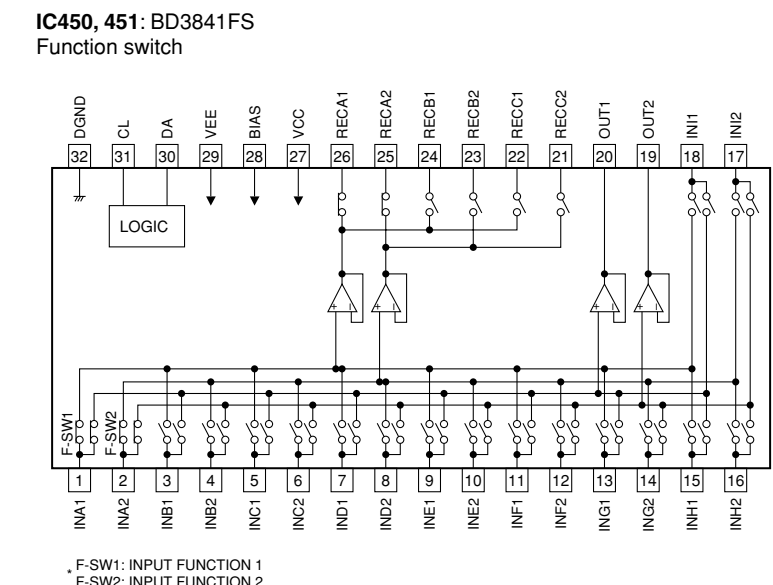 IC450, 451: BD3841FS
Function switch
DGND CL DA VEE BIAS VCC RECA1 RECA2 RECB1 RECB2 RECC1 RECC2 OUT1 OUT2 INI1 INI2
32 31 30 29 28 27 26 25 24 23 22 21 20 19 18 17
LOGIC
+ − + − + − + −
F-SW1 F-SW2
1 2 3 4 5 6 7 8 9 10 11 12 13 14 15 16
INA1 INA2 INB1 INB2 INC1 INC2 IND1 IND2 INE1 INE2 INF1 INF2 ING1 ING2 INH1 INH2
* F-SW1: INPUT FUNCTION 1
F-SW2: INPUT FUNCTION 2